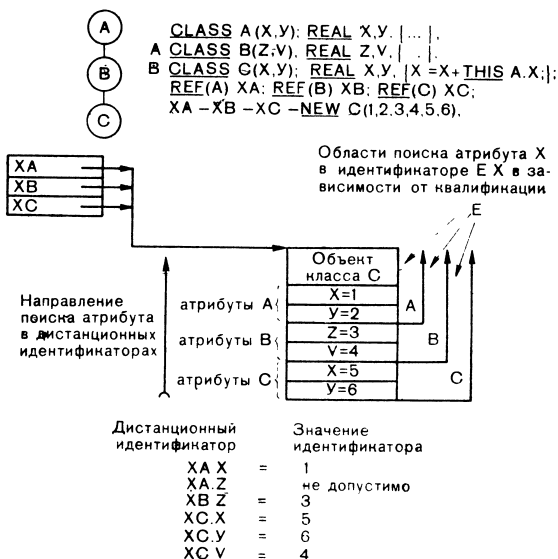 A
B
C
CLASS A(X,У): REAL X,У. |...|,
A CLASS B(Z,V), REAL Z,V, | . |.
B CLASS C(X,У); REAL X,У, |X =X+THIS A.X;|;
REF(A) XA; REF(B) XB; REF(C) XC;
XA –XB –XC –NEW C(1,2.3,4,5.6),
Области поиска атрибута X
в идентификаторе E X в за-
висимости от квалификации
E
XA
XB
XC
Объект
класса C
Направление
поиска атрибута
в дистанционных
идентификаторах
атрибуты A
X=1
У=2
атрибуты B
Z=3
V=4
атрибуты C
X=5
У=6
A
B
C
Дистанционный
идентификатор
Значение
идентификатора
XA X = 1
XA.Z не допустимо
XB Z = 3
XC.X = 5
XC.У = 6
XC V = 4